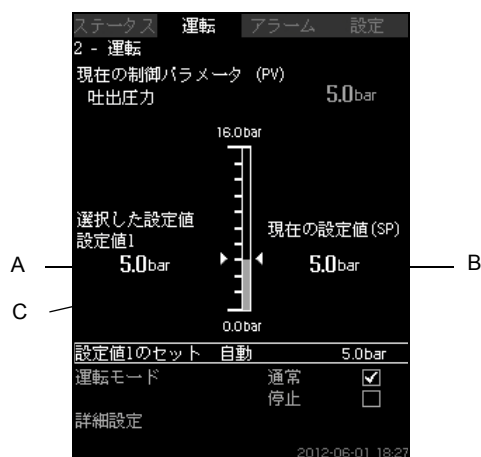 ステータス 運転 アラーム 設定
2 - 運転
現在の制御パラメータ (PV)
吐出圧力 5.0bar
16.0bar
選択した設定値
設定値1
現在の設定値(SP)
A 5.0bar 5.0bar B
C
0.0bar
設定値1のセット 自動 5.0bar
運転モード 通常
停止
詳細設定
2012-06-01 18:27